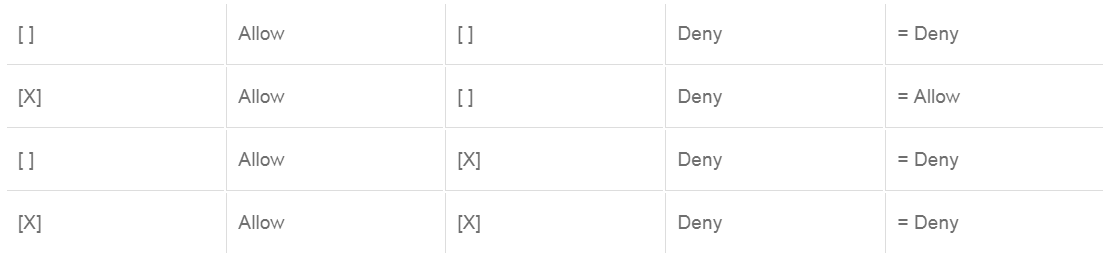 [ ] Allow [ ] Deny = Deny
[X] Allow [ ] Deny = Allow
[ ] Allow [X] Deny = Deny
[X] Allow [X] Deny = Deny